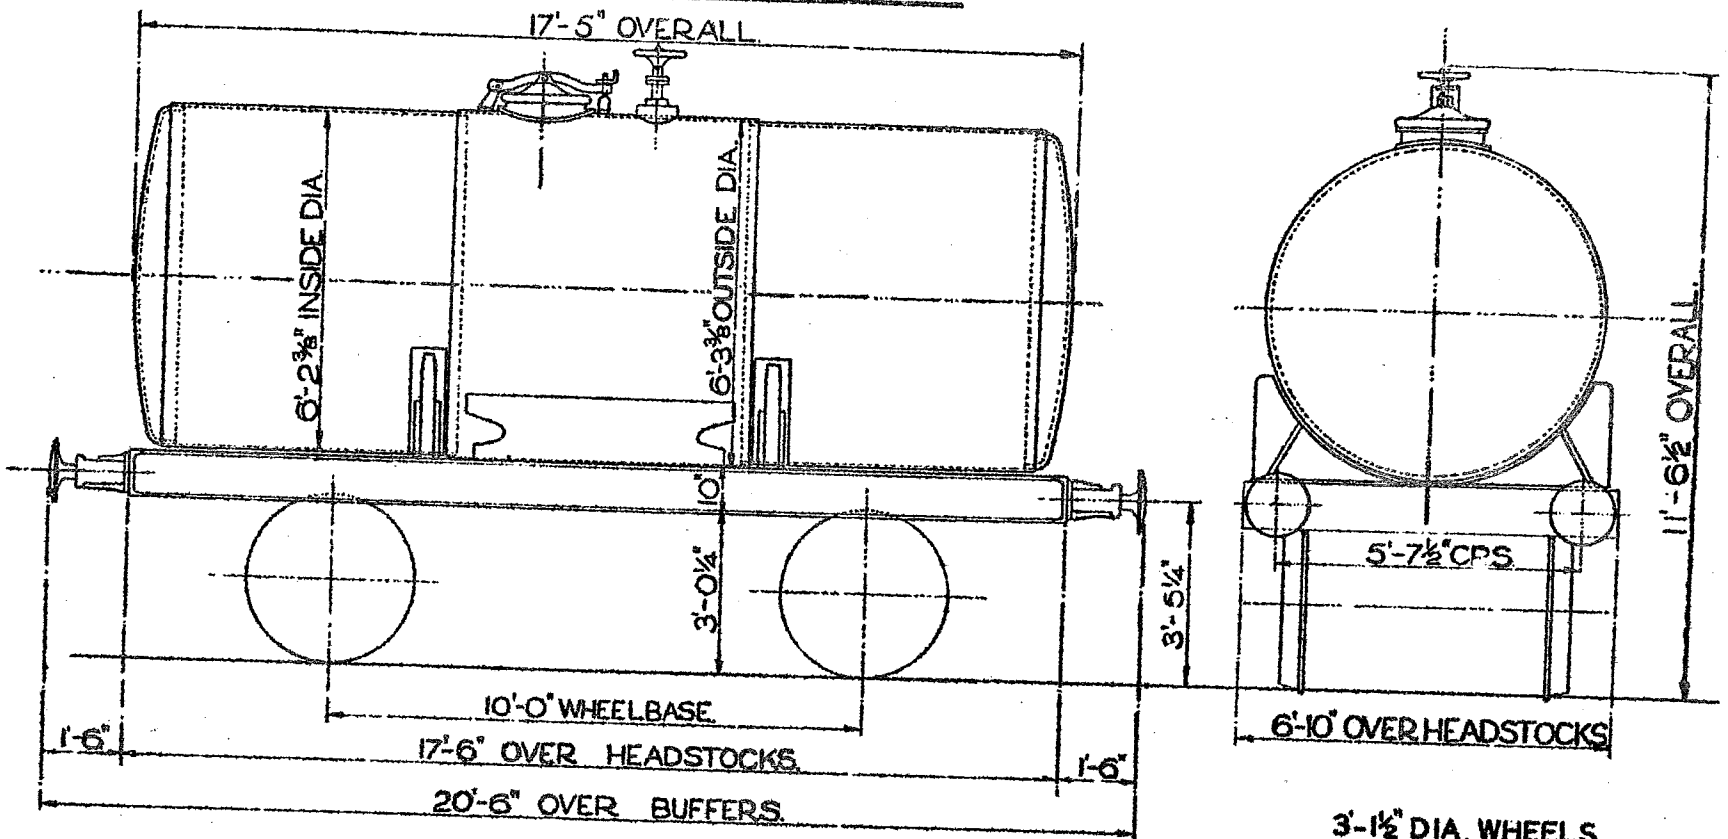 17'-5" OVERALL.
6'-2⅜" INSIDE DIA.
6'-3⅜" OUTSIDE DIA.
10"
3'-0¼"
3'-5¼"
10'-0" WHEELBASE.
1'-6"
17'-6" OVER HEADSTOCKS.
1'-6"
20'-6" OVER BUFFERS.
11'-6½" OVERALL.
5'-7½" CRS.
6'-10" OVER HEADSTOCKS
3'-1½" DIA. WHEELS